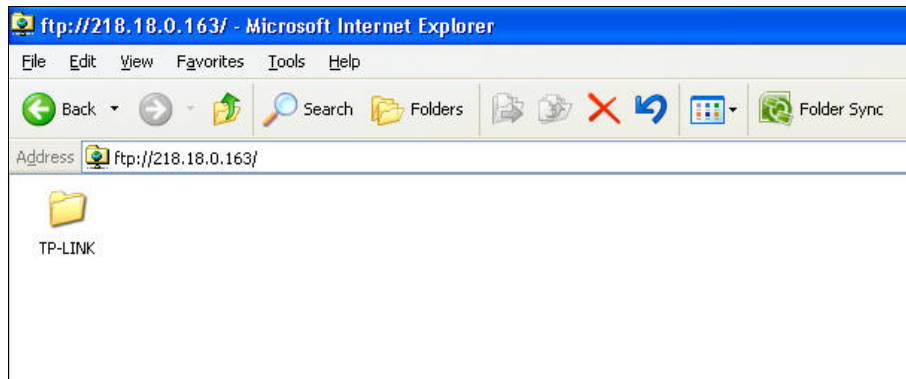 ftp://218.18.0.163/ - Microsoft Internet Explorer
File Edit View Favorites Tools Help
Back Search Folders Folder Sync
Address ftp://218.18.0.163/
TP-LINK